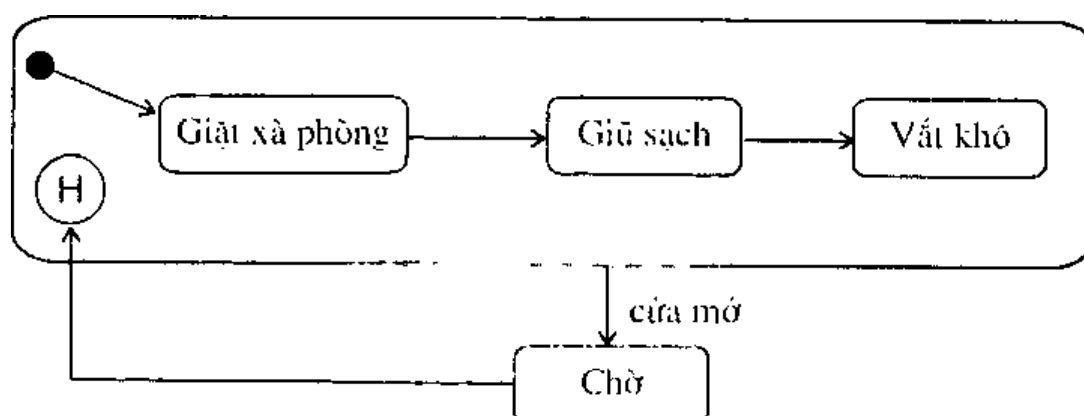 Giặt xà phòng
Giũ sạch
Vắt khô
H
cửa mở
Chờ